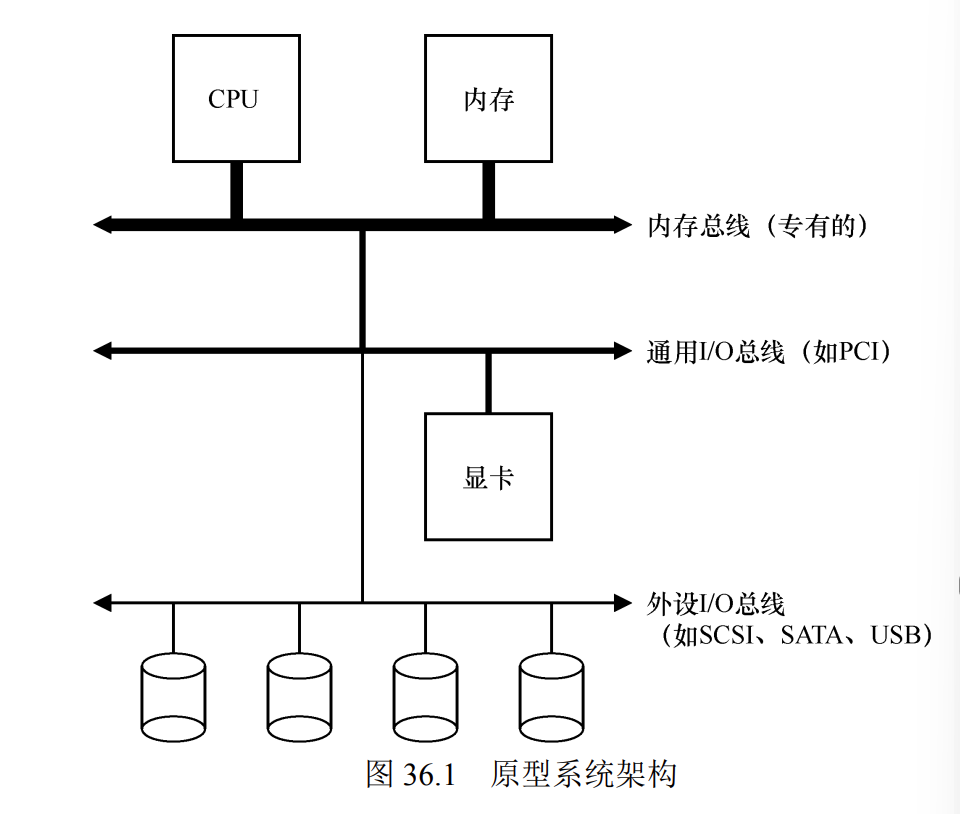 CPU
内存
内存总线（专有的）
通用I/O总线（如PCI）
显卡
外设I/O总线
（如SCSI、SATA、USB）
图 36.1 原型系统架构